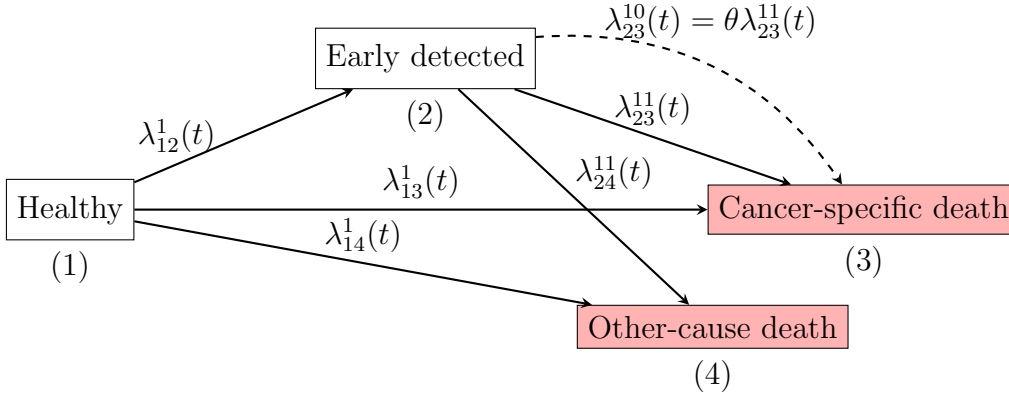 λ₂₃¹⁰(t) = θλ₂₃¹¹(t)
Early detected
(2)
λ₁₂¹(t)
λ₂₃¹¹(t)
λ₂₄¹¹(t)
λ₁₃¹(t)
Healthy
(1)
Cancer-specific death
(3)
λ₁₄¹(t)
Other-cause death
(4)